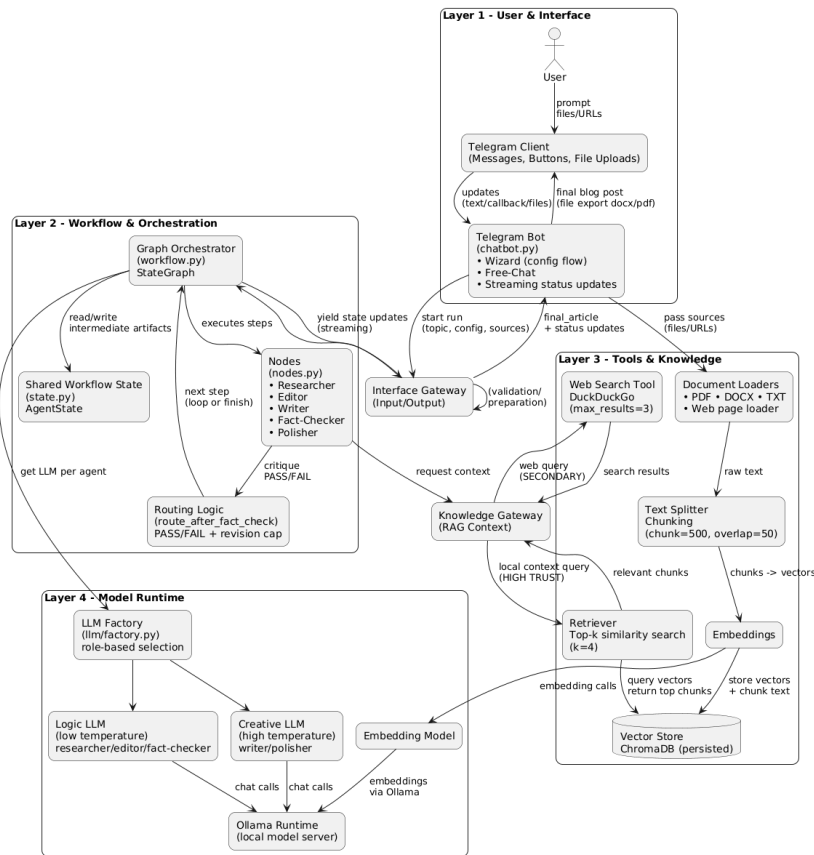 Layer 1 - User & Interface
User
prompt
files/URLs
Telegram Client
(Messages, Buttons, File Uploads)
updates
(text/callback/files)
final blog post
(file export docx/pdf)
Telegram Bot
(chatbot.py)
• Wizard (config flow)
• Free-Chat
• Streaming status updates
Layer 2 - Workflow & Orchestration
Graph Orchestrator
(workflow.py)
StateGraph
read/write
intermediate artifacts
executes steps
yield state updates
(streaming)
start run
(topic, config, sources)
final_article
+ status updates
pass sources
(files/URLs)
Shared Workflow State
(state.py)
AgentState
next step
(loop or finish)
Nodes
(nodes.py)
• Researcher
• Editor
• Writer
• Fact-Checker
• Polisher
Interface Gateway
(Input/Output)
(validation/
preparation)
Layer 3 - Tools & Knowledge
Web Search Tool
DuckDuckGo
(max_results=3)
Document Loaders
• PDF • DOCX • TXT
• Web page loader
get LLM per agent
critique
PASS/FAIL
request context
web query
(SECONDARY)
search results
raw text
Routing Logic
(route_after_fact_check)
PASS/FAIL + revision cap
Knowledge Gateway
(RAG Context)
Text Splitter
Chunking
(chunk=500, overlap=50)
local context query
(HIGH TRUST)
relevant chunks
chunks -> vectors
Layer 4 - Model Runtime
LLM Factory
(llm/factory.py)
role-based selection
Retriever
Top-k similarity search
(k=4)
Embeddings
embedding calls
query vectors
return top chunks
store vectors
+ chunk text
Logic LLM
(low temperature)
researcher/editor/fact-checker
Creative LLM
(high temperature)
writer/polisher
Embedding Model
Vector Store
ChromaDB (persisted)
chat calls
chat calls
embeddings
via Ollama
Ollama Runtime
(local model server)